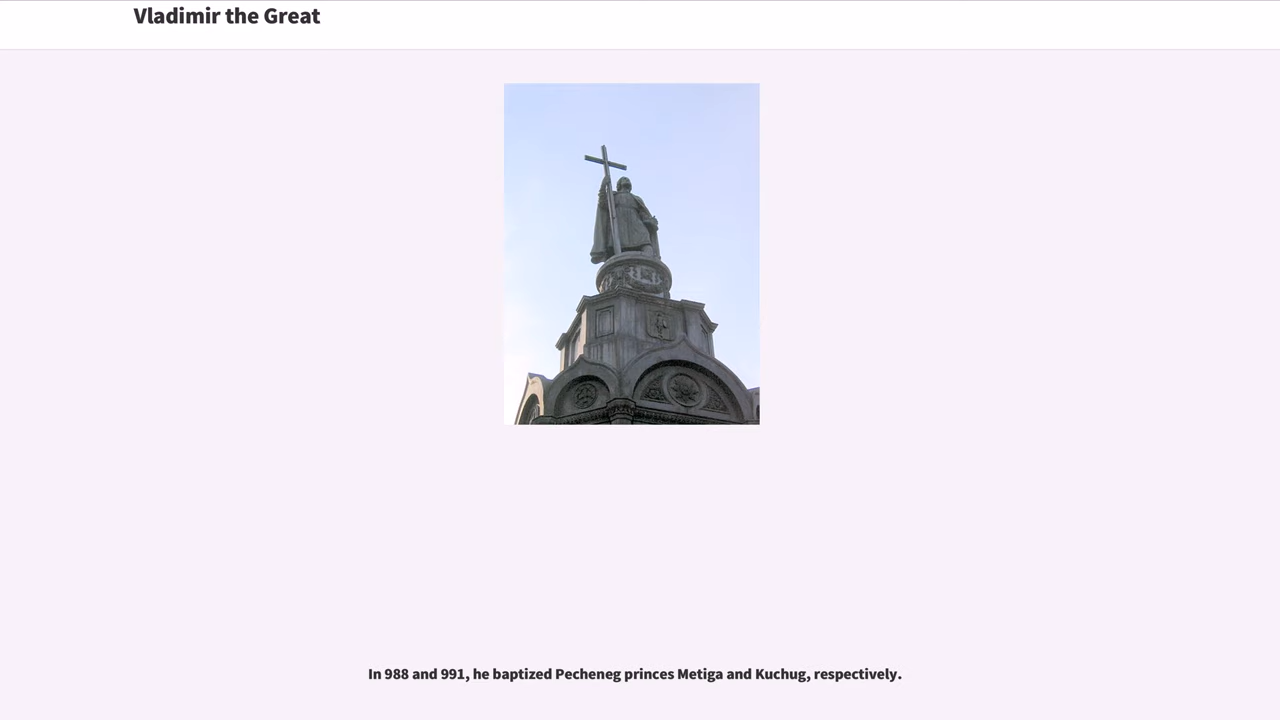 Vladimir the Great
In 988 and 991, he baptized Pecheneg princes Metiga and Kuchug, respectively.